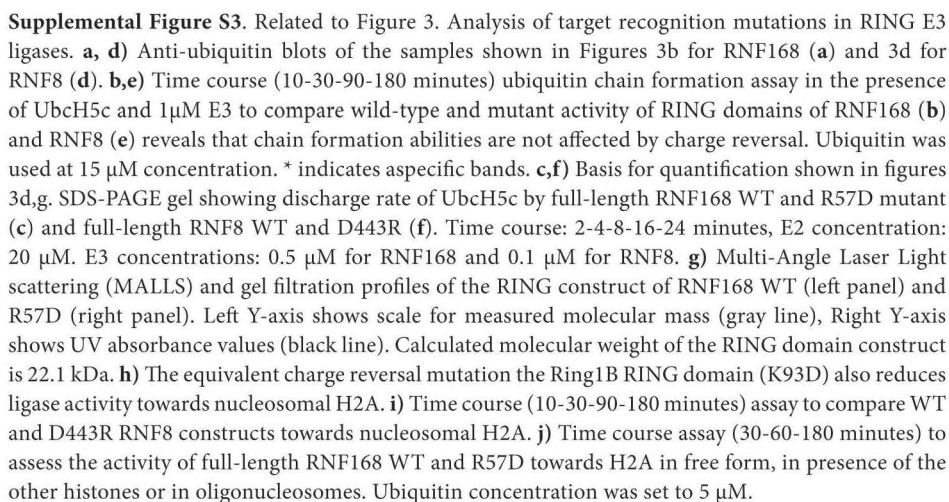 Supplemental Figure S3. Related to Figure 3. Analysis of target recognition mutations in RING E3
ligases. a, d) Anti-ubiquitin blots of the samples shown in Figures 3b for RNF168 (a) and 3d for
RNF8 (d). b,e) Time course (10-30-90-180 minutes) ubiquitin chain formation assay in the presence
of UbcH5c and 1μM E3 to compare wild-type and mutant activity of RING domains of RNF168 (b)
and RNF8 (e) reveals that chain formation abilities are not affected by charge reversal. Ubiquitin was
used at 15 μM concentration. * indicates aspecific bands. c,f) Basis for quantification shown in figures
3d,g. SDS-PAGE gel showing discharge rate of UbcH5c by full-length RNF168 WT and R57D mutant
(c) and full-length RNF8 WT and D443R (f). Time course: 2-4-8-16-24 minutes, E2 concentration:
20 μM. E3 concentrations: 0.5 μM for RNF168 and 0.1 μM for RNF8. g) Multi-Angle Laser Light
scattering (MALLS) and gel filtration profiles of the RING construct of RNF168 WT (left panel) and
R57D (right panel). Left Y-axis shows scale for measured molecular mass (gray line), Right Y-axis
shows UV absorbance values (black line). Calculated molecular weight of the RING domain construct
is 22.1 kDa. h) The equivalent charge reversal mutation the Ring1B RING domain (K93D) also reduces
ligase activity towards nucleosomal H2A. i) Time course (10-30-90-180 minutes) assay to compare WT
and D443R RNF8 constructs towards nucleosomal H2A. j) Time course assay (30-60-180 minutes) to
assess the activity of full-length RNF168 WT and R57D towards H2A in free form, in presence of the
other histones or in oligonucleosomes. Ubiquitin concentration was set to 5 μM.